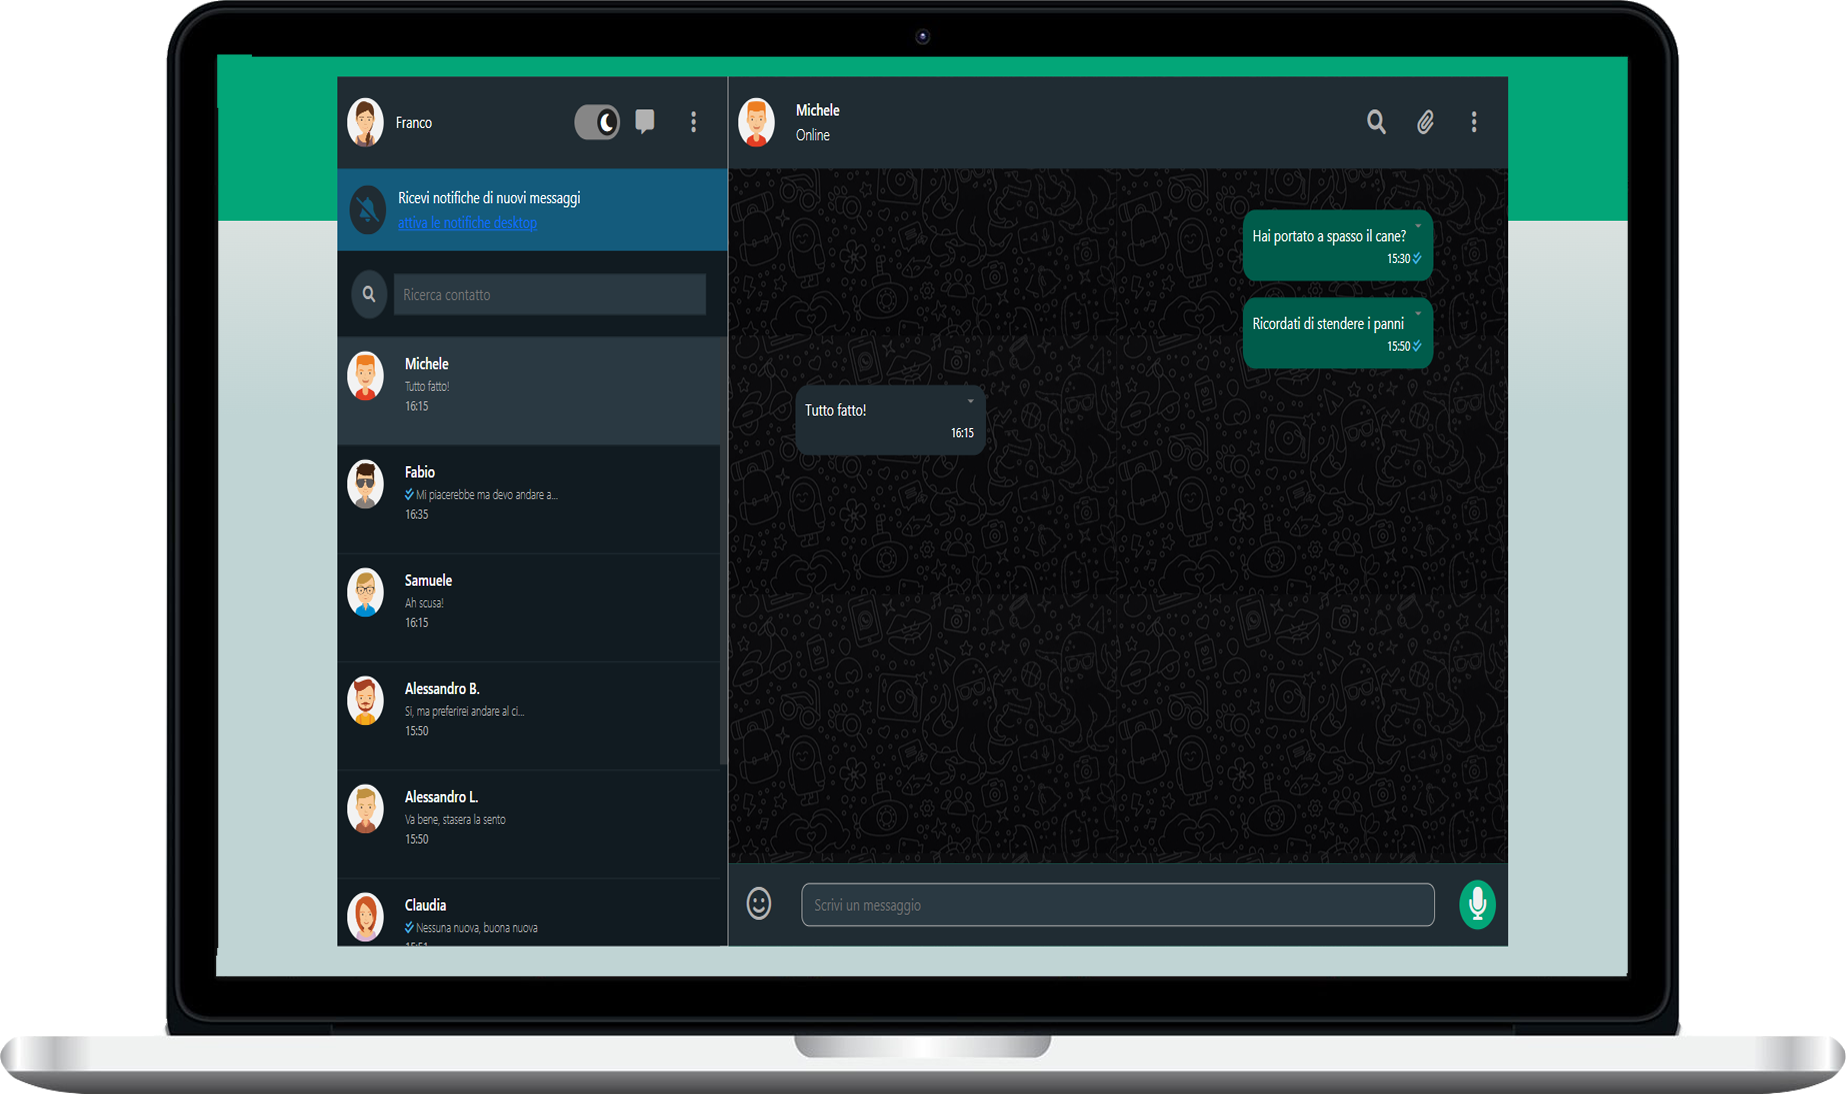 Franco
Ricevi notifiche di nuovi messaggi
attiva le notifiche desktop
Ricerca contatto
Michele
Tutto fatto!
16:15
Fabio
Mi piacerebbe ma devo andare a...
16:35
Samuele
Ah scusa!
16:15
Alessandro B.
Si, ma preferirei andare al ci...
15:50
Alessandro L.
Va bene, stasera la sento
15:50
Claudia
Nessuna nuova, buona nuova
15:51
Michele
Online
Hai portato a spasso il cane?
15:30
Ricordati di stendere i panni
15:50
Tutto fatto!
16:15
Scrivi un messaggio